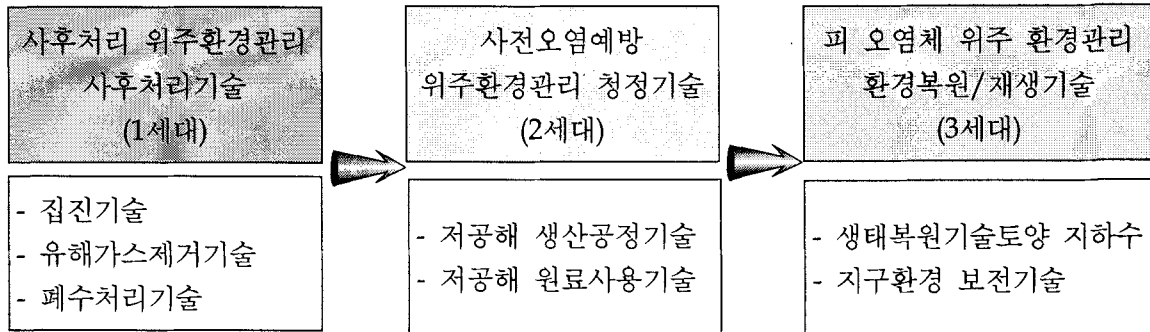 사후처리 위주환경관리
사후처리기술
(1세대)
사전오염예방
위주환경관리 청정기술
(2세대)
피 오염체 위주 환경관리
환경복원/재생기술
(3세대)
- 집진기술
- 유해가스제거기술
- 폐수처리기술
- 저공해 생산공정기술
- 저공해 원료사용기술
- 생태복원기술토양 지하수
- 지구환경 보전기술